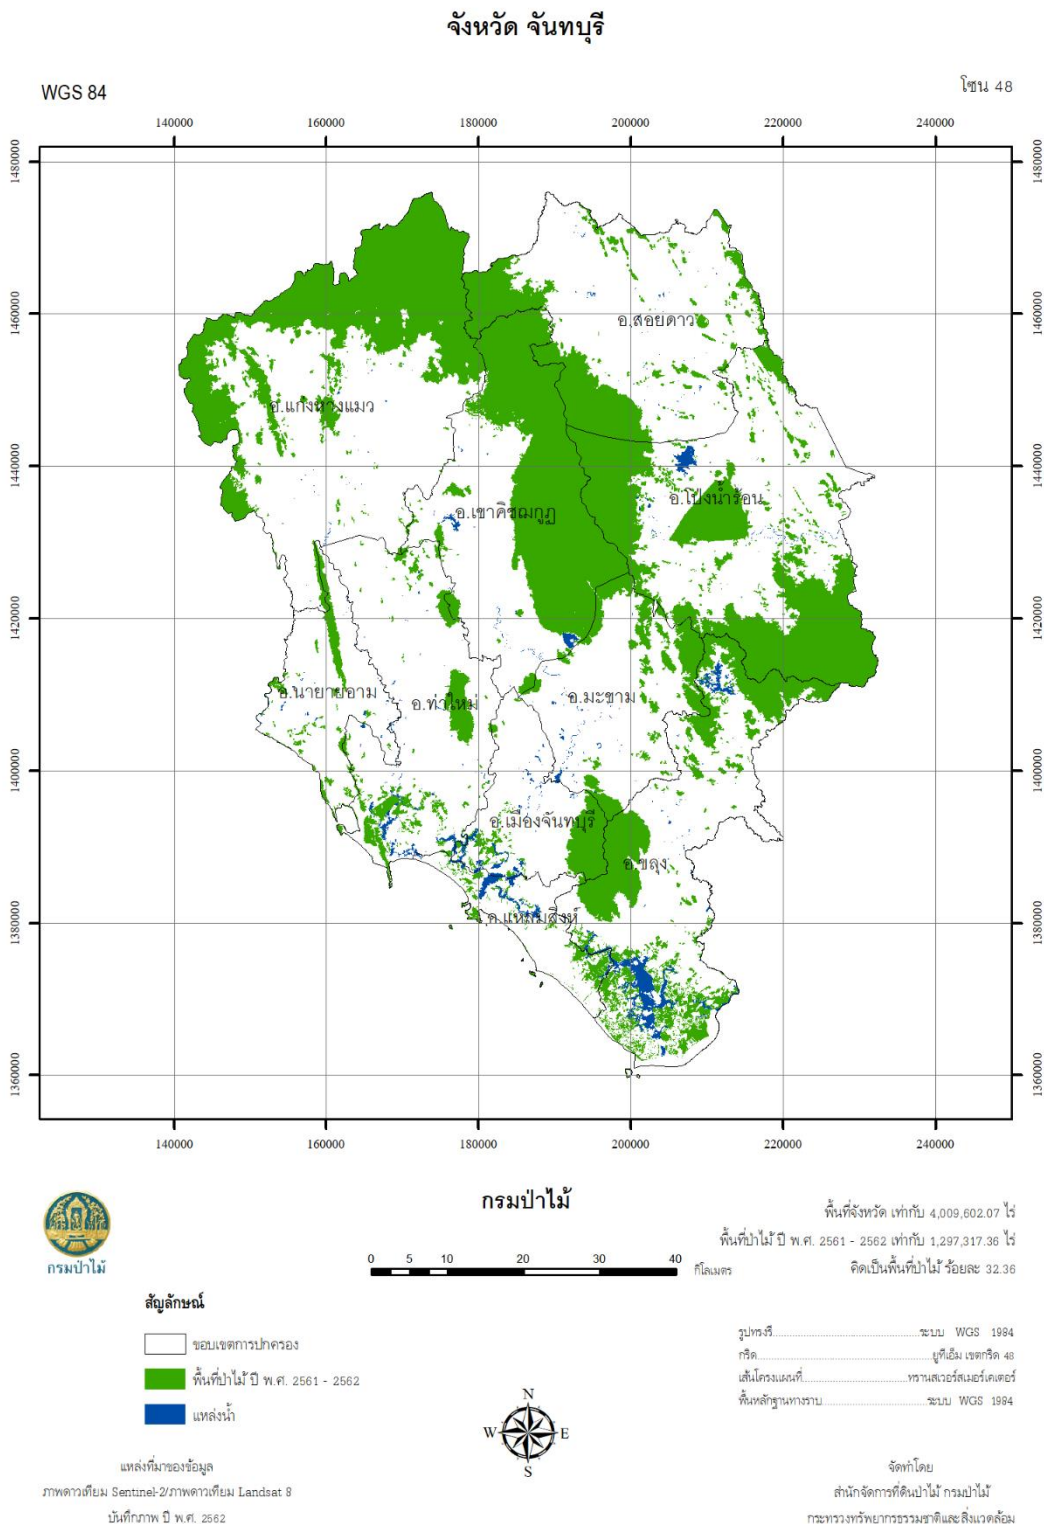 จังหวัด จันทบุรี
WGS 84
โซน 48
140000 160000 180000 200000 220000 240000
1480000 1480000
1460000 1460000
อ.สอยดาว
อ.แก่งหางแมว
1440000 1440000
อ.โป่งน้ำร้อน
อ.เขาคิชฌกูฏ
1420000 1420000
อ.นายายอาม
อ.ท่าใหม่
อ.มะขาม
1400000 1400000
อ.เมืองจันทบุรี
อ.ขลุง
อ.แหลมสิงห์
1380000 1380000
1360000 1360000
140000 160000 180000 200000 220000 240000
กรมป่าไม้
กรมป่าไม้
0 5 10 20 30 40
กิโลเมตร
พื้นที่จังหวัด เท่ากับ 4,009,602.07 ไร่
พื้นที่ป่าไม้ ปี พ.ศ. 2561 - 2562 เท่ากับ 1,297,317.36 ไร่
คิดเป็นพื้นที่ป่าไม้ ร้อยละ 32.36
สัญลักษณ์
ขอบเขตการปกครอง
พื้นที่ป่าไม้ ปี พ.ศ. 2561 - 2562
แหล่งน้ำ
รูปทรงรี ระบบ WGS 1984
กริด ยูทีเอ็ม เขตกริด 48
เส้นโครงแผนที่ ทรานสเวอร์สเมอร์เคเตอร์
พื้นหลักฐานทางราบ ระบบ WGS 1984
N
W E
S
แหล่งที่มาของข้อมูล
ภาพดาวเทียม Sentinel-2/ภาพดาวเทียม Landsat 8
บันทึกภาพ ปี พ.ศ. 2562
จัดทำโดย
สำนักจัดการที่ดินป่าไม้ กรมป่าไม้
กระทรวงทรัพยากรธรรมชาติและสิ่งแวดล้อม